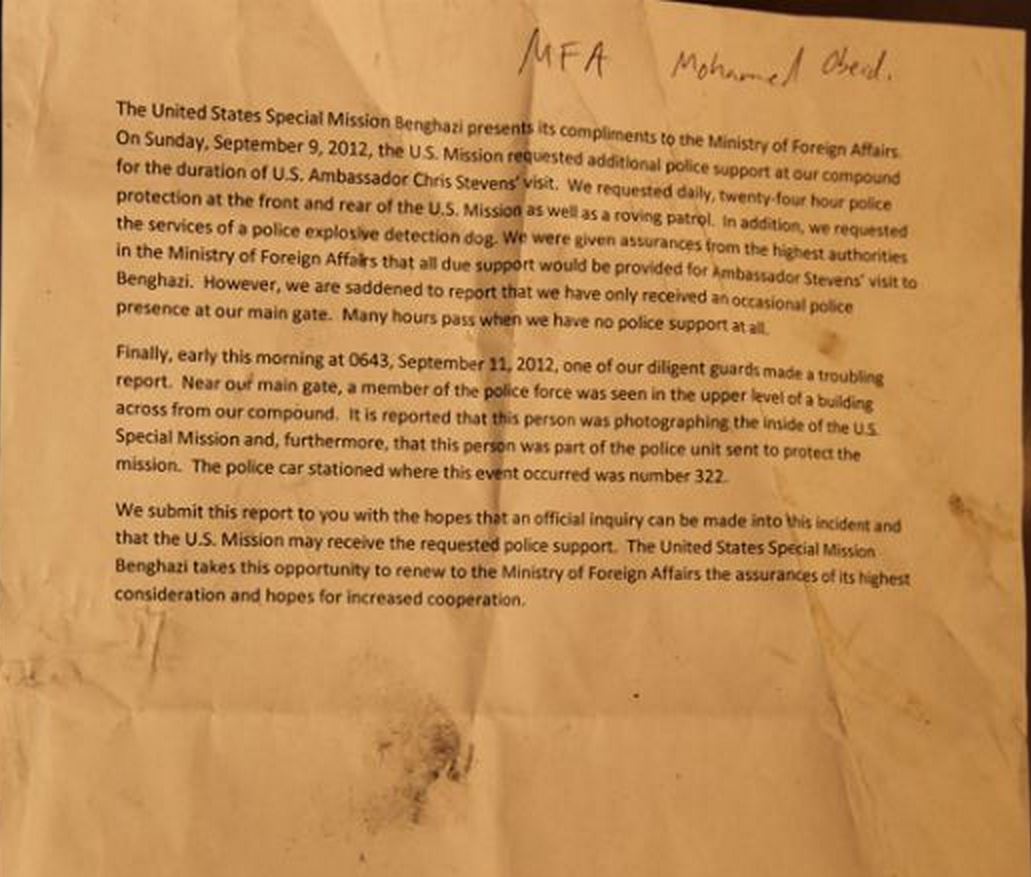 MFA Mohamed Obeid.
The United States Special Mission Benghazi presents its compliments to the Ministry of Foreign Affairs.
On Sunday, September 9, 2012, the U.S. Mission requested additional police support at our compound
for the duration of U.S. Ambassador Chris Stevens' visit. We requested daily, twenty-four hour police
protection at the front and rear of the U.S. Mission as well as a roving patrol. In addition, we requested
the services of a police explosive detection dog. We were given assurances from the highest authorities
in the Ministry of Foreign Affairs that all due support would be provided for Ambassador Stevens' visit to
Benghazi. However, we are saddened to report that we have only received an occasional police
presence at our main gate. Many hours pass when we have no police support at all.
Finally, early this morning at 0643, September 11, 2012, one of our diligent guards made a troubling
report. Near our main gate, a member of the police force was seen in the upper level of a building
across from our compound. It is reported that this person was photographing the inside of the U.S.
Special Mission and, furthermore, that this person was part of the police unit sent to protect the
mission. The police car stationed where this event occurred was number 322.
We submit this report to you with the hopes that an official inquiry can be made into this incident and
that the U.S. Mission may receive the requested police support. The United States Special Mission
Benghazi takes this opportunity to renew to the Ministry of Foreign Affairs the assurances of its highest
consideration and hopes for increased cooperation.